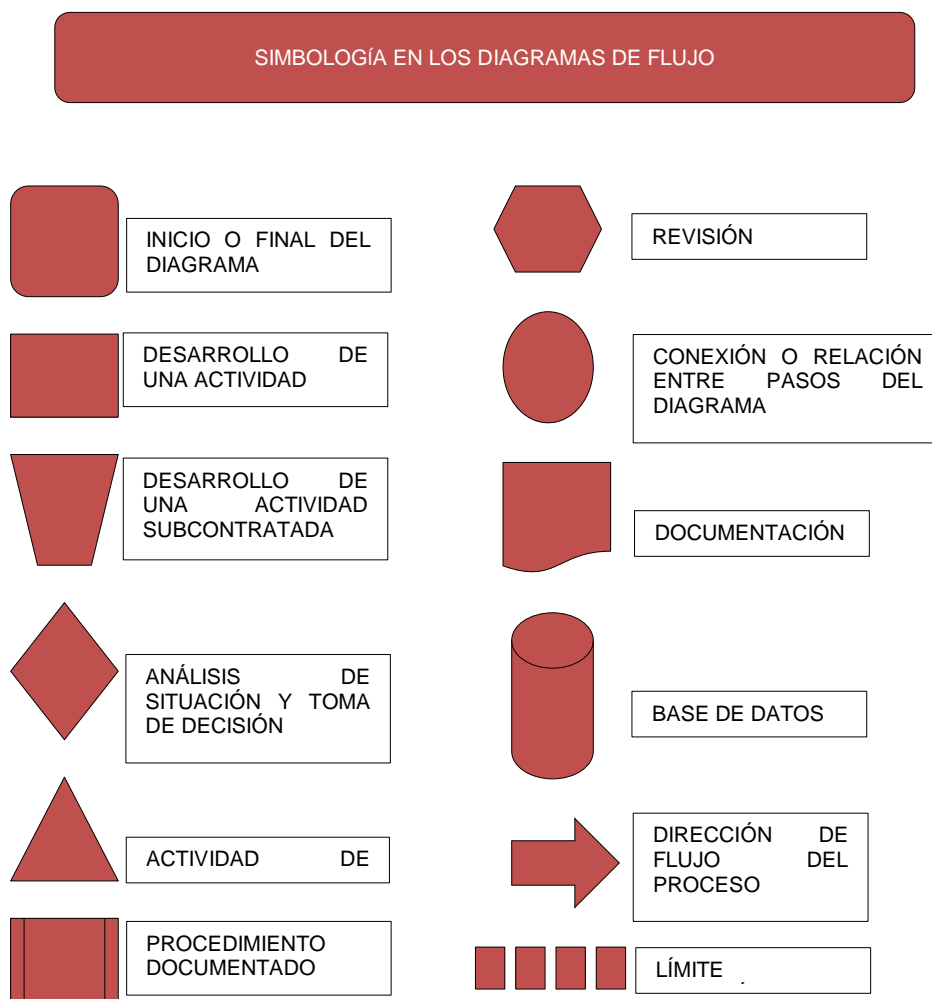 SIMBOLOGÍA EN LOS DIAGRAMAS DE FLUJO
INICIO O FINAL DEL
DIAGRAMA
REVISIÓN
DESARROLLO DE
UNA ACTIVIDAD
CONEXIÓN O RELACIÓN
ENTRE PASOS DEL
DIAGRAMA
DESARROLLO DE
UNA ACTIVIDAD
SUBCONTRATADA
DOCUMENTACIÓN
ANÁLISIS DE
SITUACIÓN Y TOMA
DE DECISIÓN
BASE DE DATOS
ACTIVIDAD DE
DIRECCIÓN DE
FLUJO DEL
PROCESO
PROCEDIMIENTO
DOCUMENTADO
LÍMITE